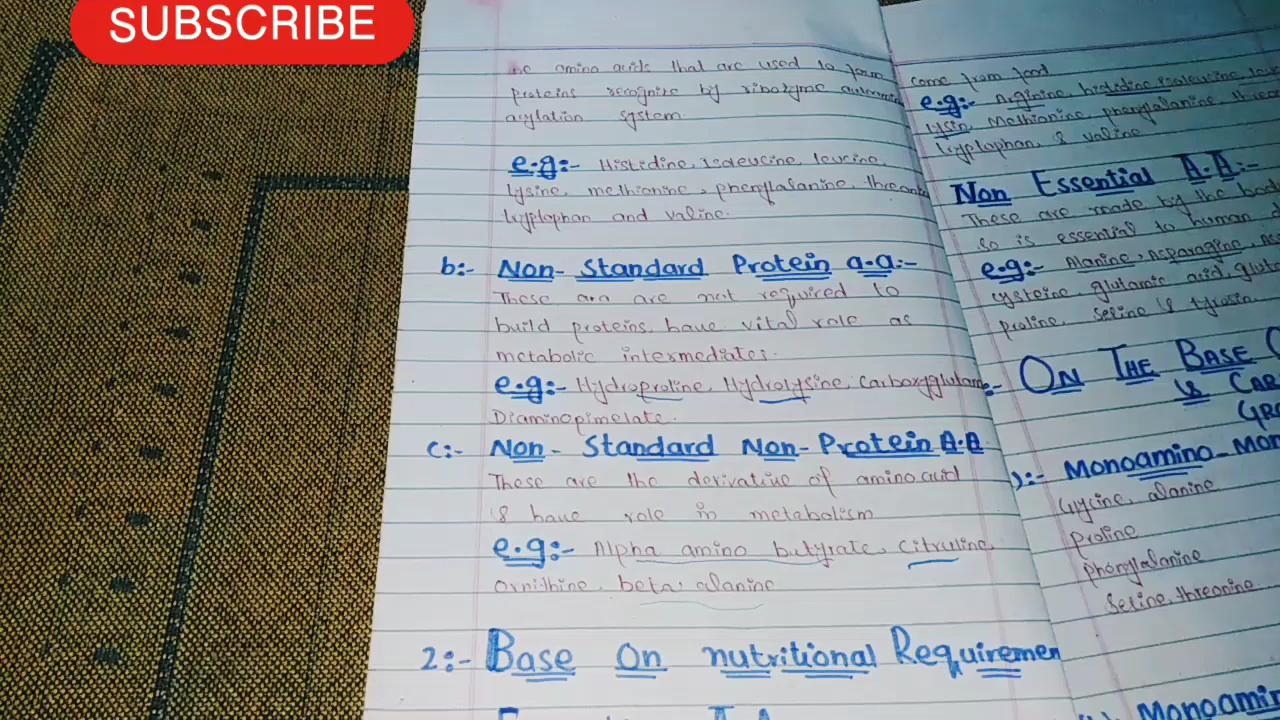 SUBSCRIBE
amino acids that are used to form
proteins recognize by ribozyme
acylation system.
e.g:- Histidine, isoleucine, leucine,
lysine, methionine, phenylalanine,
tryptophan and valine.
b:- Non-Standard Protein a.a:-
These a.a are not required to
build proteins, have vital role as
metabolic intermediates.
e.g:- Hydroproline, Hydrolysine, Carboxyglutam
Diaminopimelate.
c:- Non-Standard Non-Protein A.A
These are the derivative of amino acid
& have role in metabolism
e.g:- Alpha amino butyrate, Citruline,
Ornithine, beta alanine
2:- Base On nutritional Requiremen
come from food
e.g:- Arginine, histidine, isoleucine,
lysin, Methionine, phenylalanine,
tryptophan, & valine
Non Essential A.A:-
These are made by the
so is essential to human
e.g:- Alanine, Asparagine,
cysteine, glutamic acid,
proline, serine & tyrosin
:- ON THE BASE
IS CAR
GR
):- Monoamino-Mon
Glycine, alanine
proline
phenylalanine
Serine, threonine
Monoamin